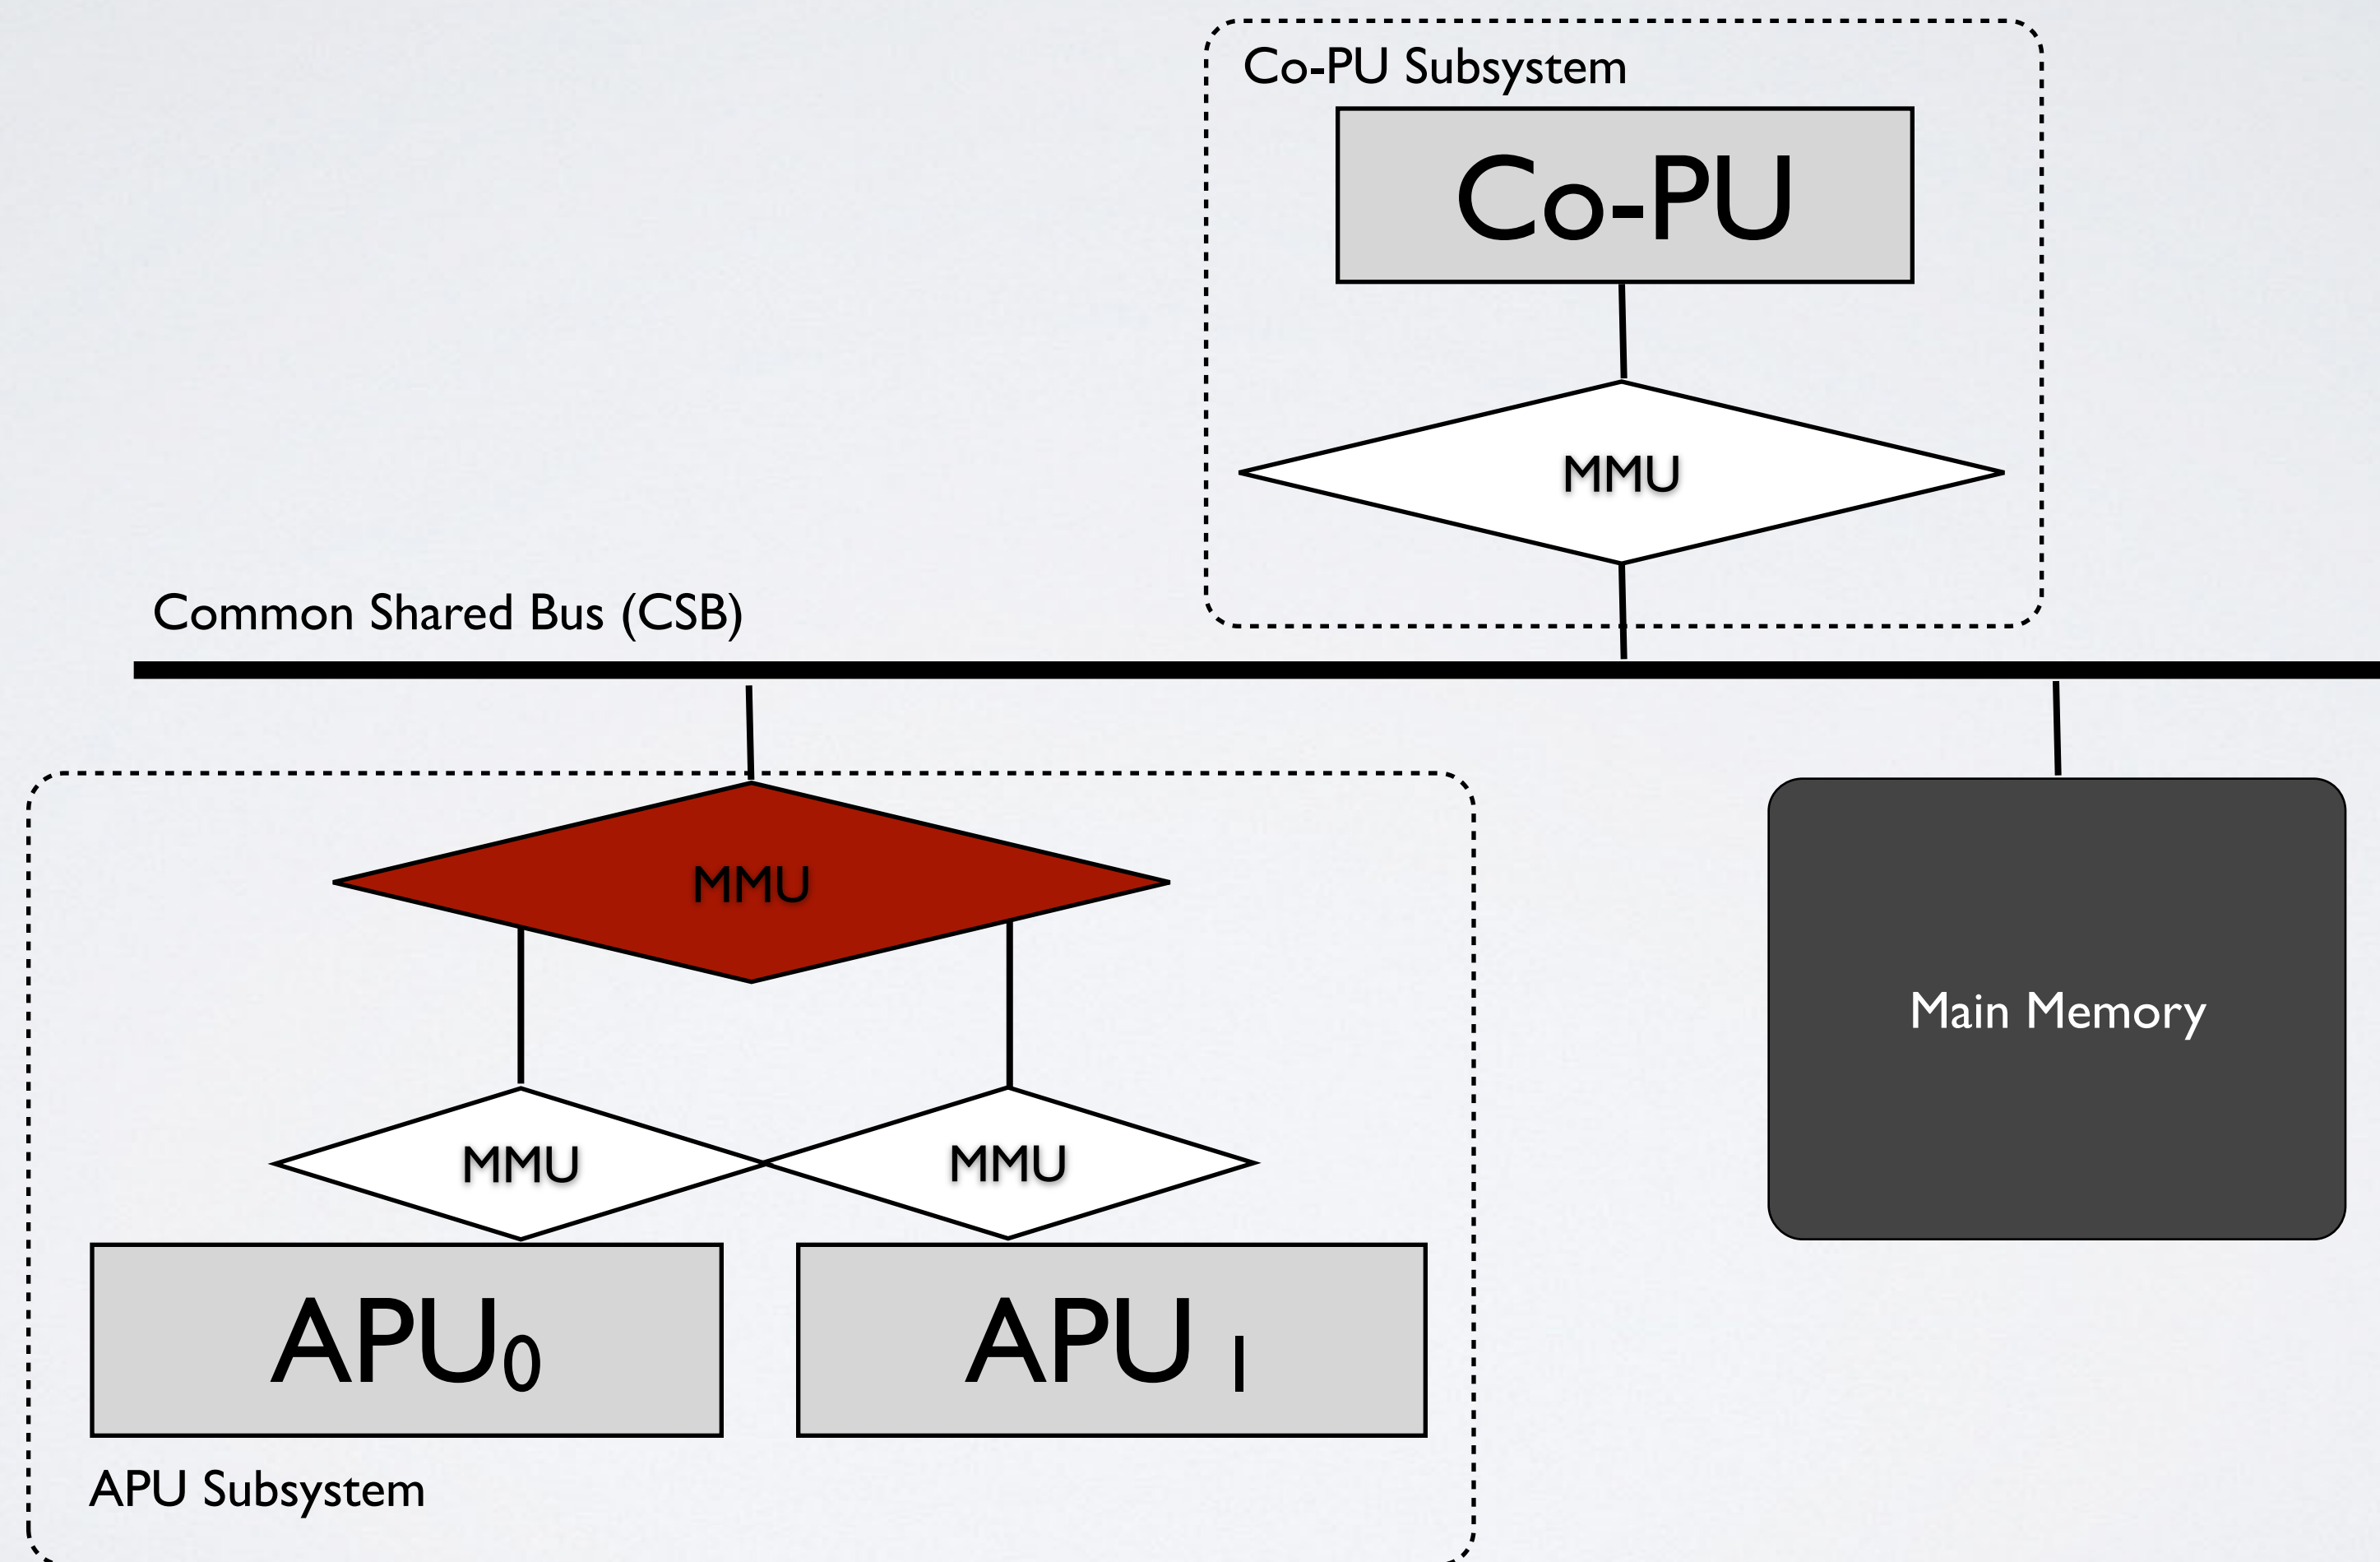 Co-PU Subsystem
Co-PU
MMU
Common Shared Bus (CSB)
MMU
Main Memory
MMU
MMU
APU0
APU 1
APU Subsystem